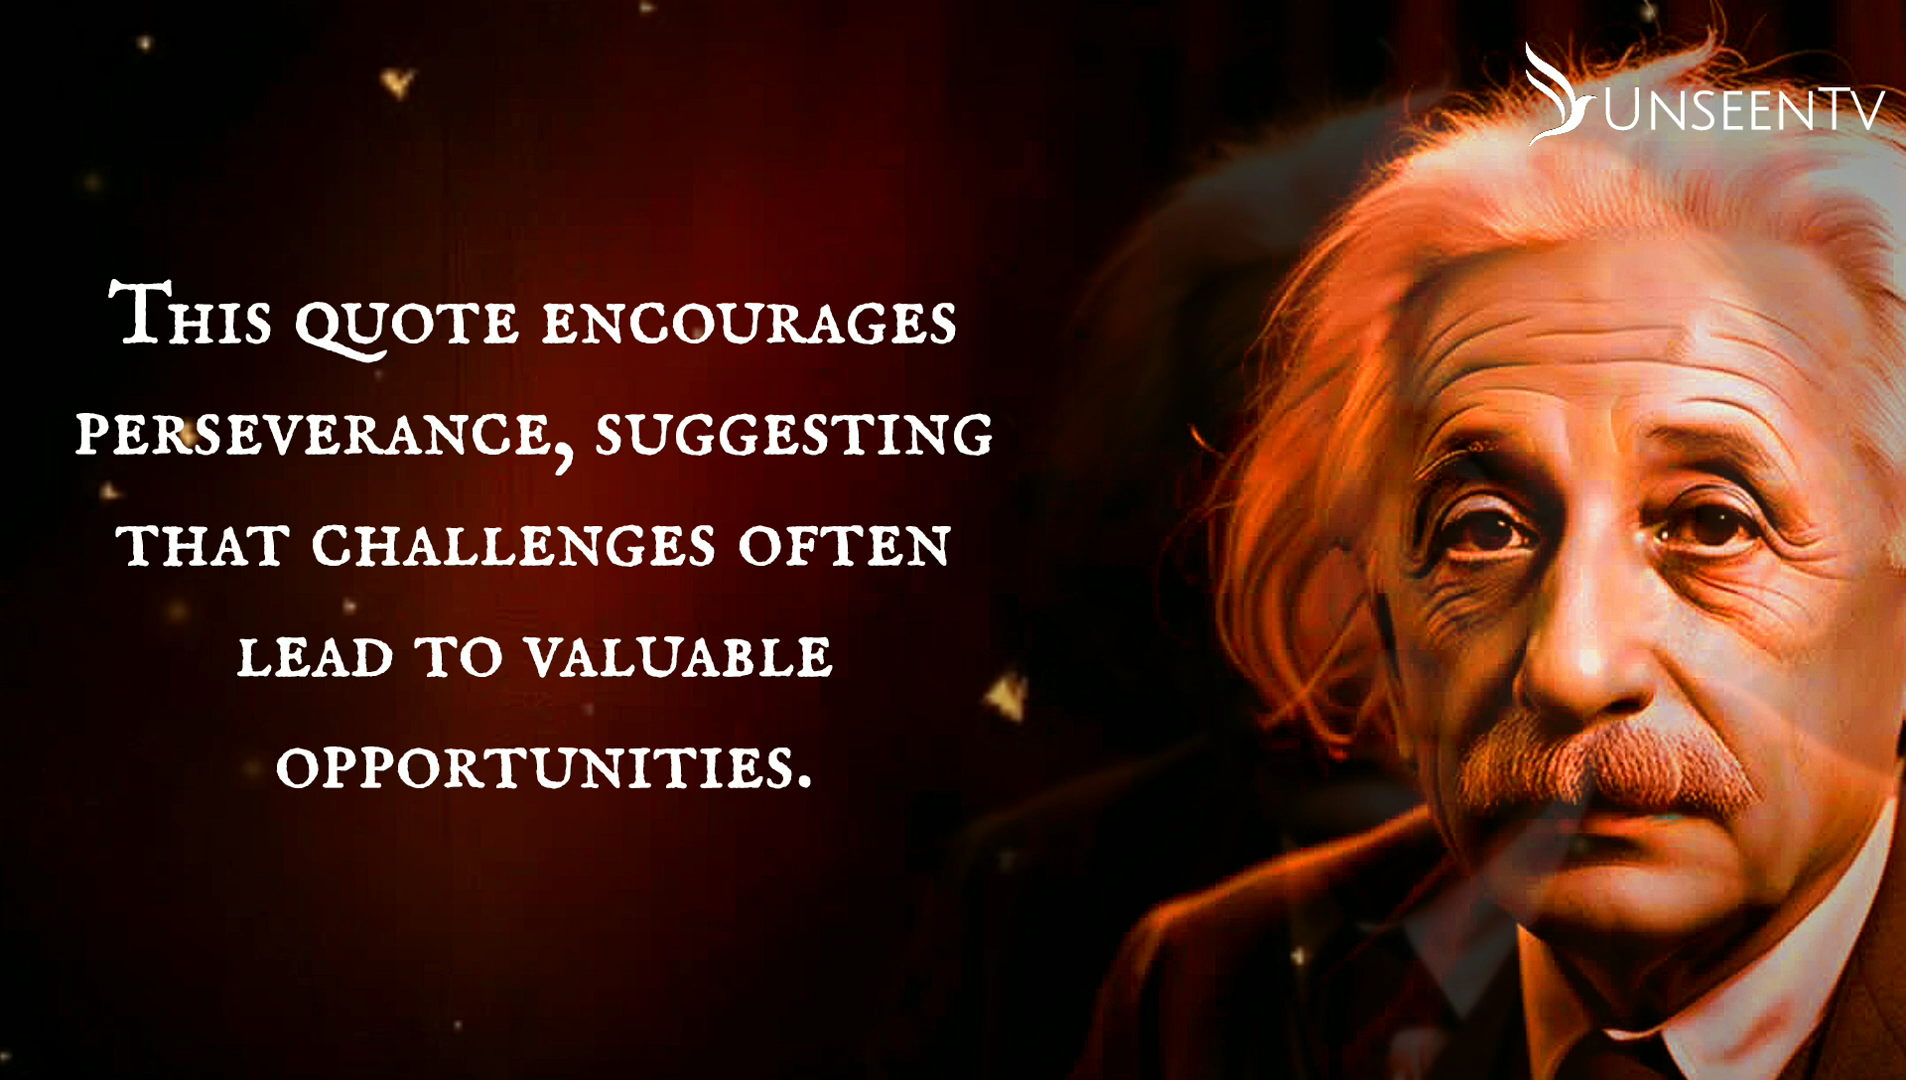 UNSEENTV
This quote encourages
perseverance, suggesting
that challenges often
lead to valuable
opportunities.